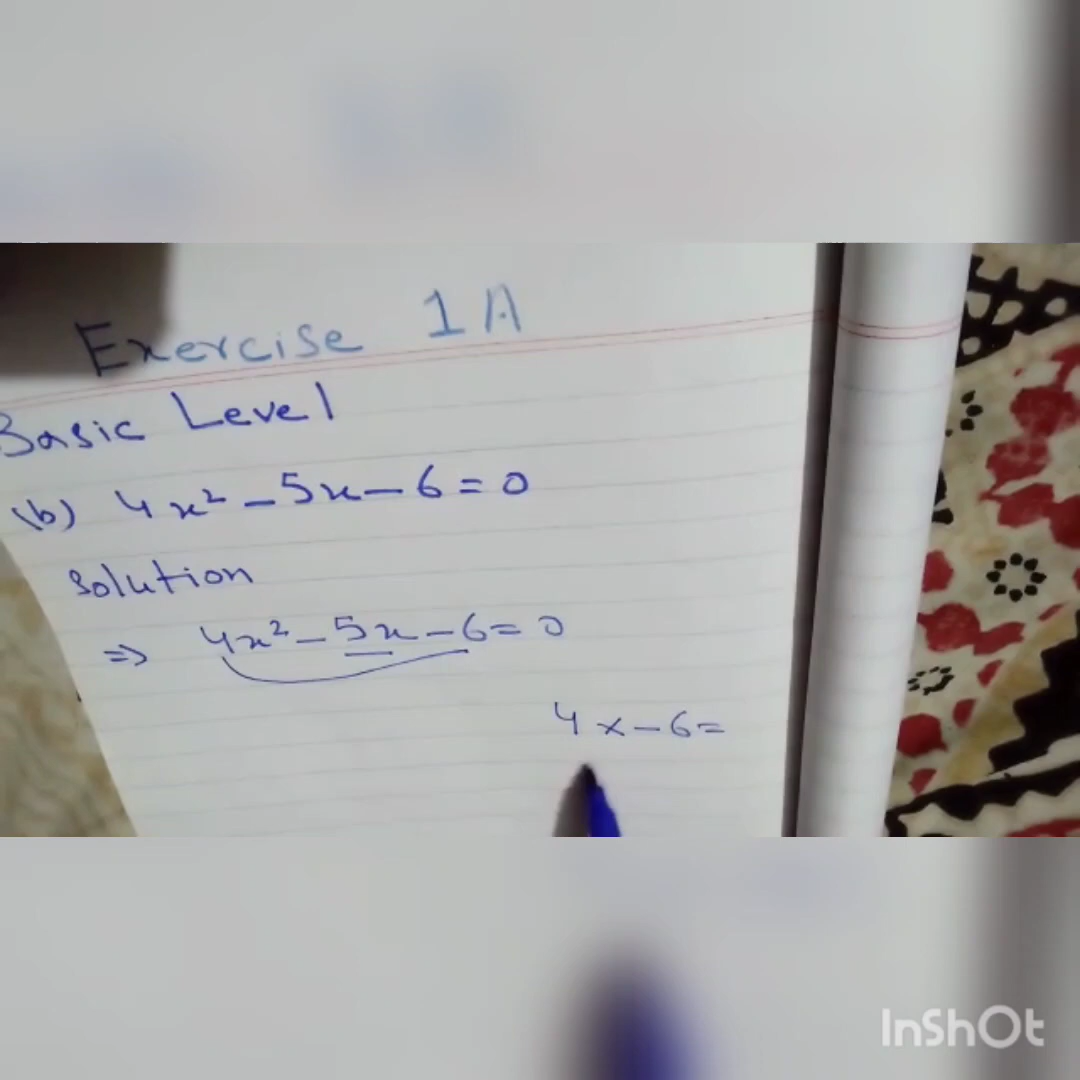 Exercise 1A
Basic Level
(b) 4x² - 5x - 6 = 0
Solution
⇒ 4x² - 5x - 6 = 0
4 × - 6 =
InShOt